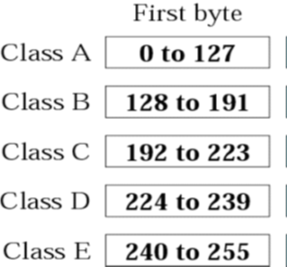 First byte
Class A 0 to 127
Class B 128 to 191
Class C 192 to 223
Class D 224 to 239
Class E 240 to 255